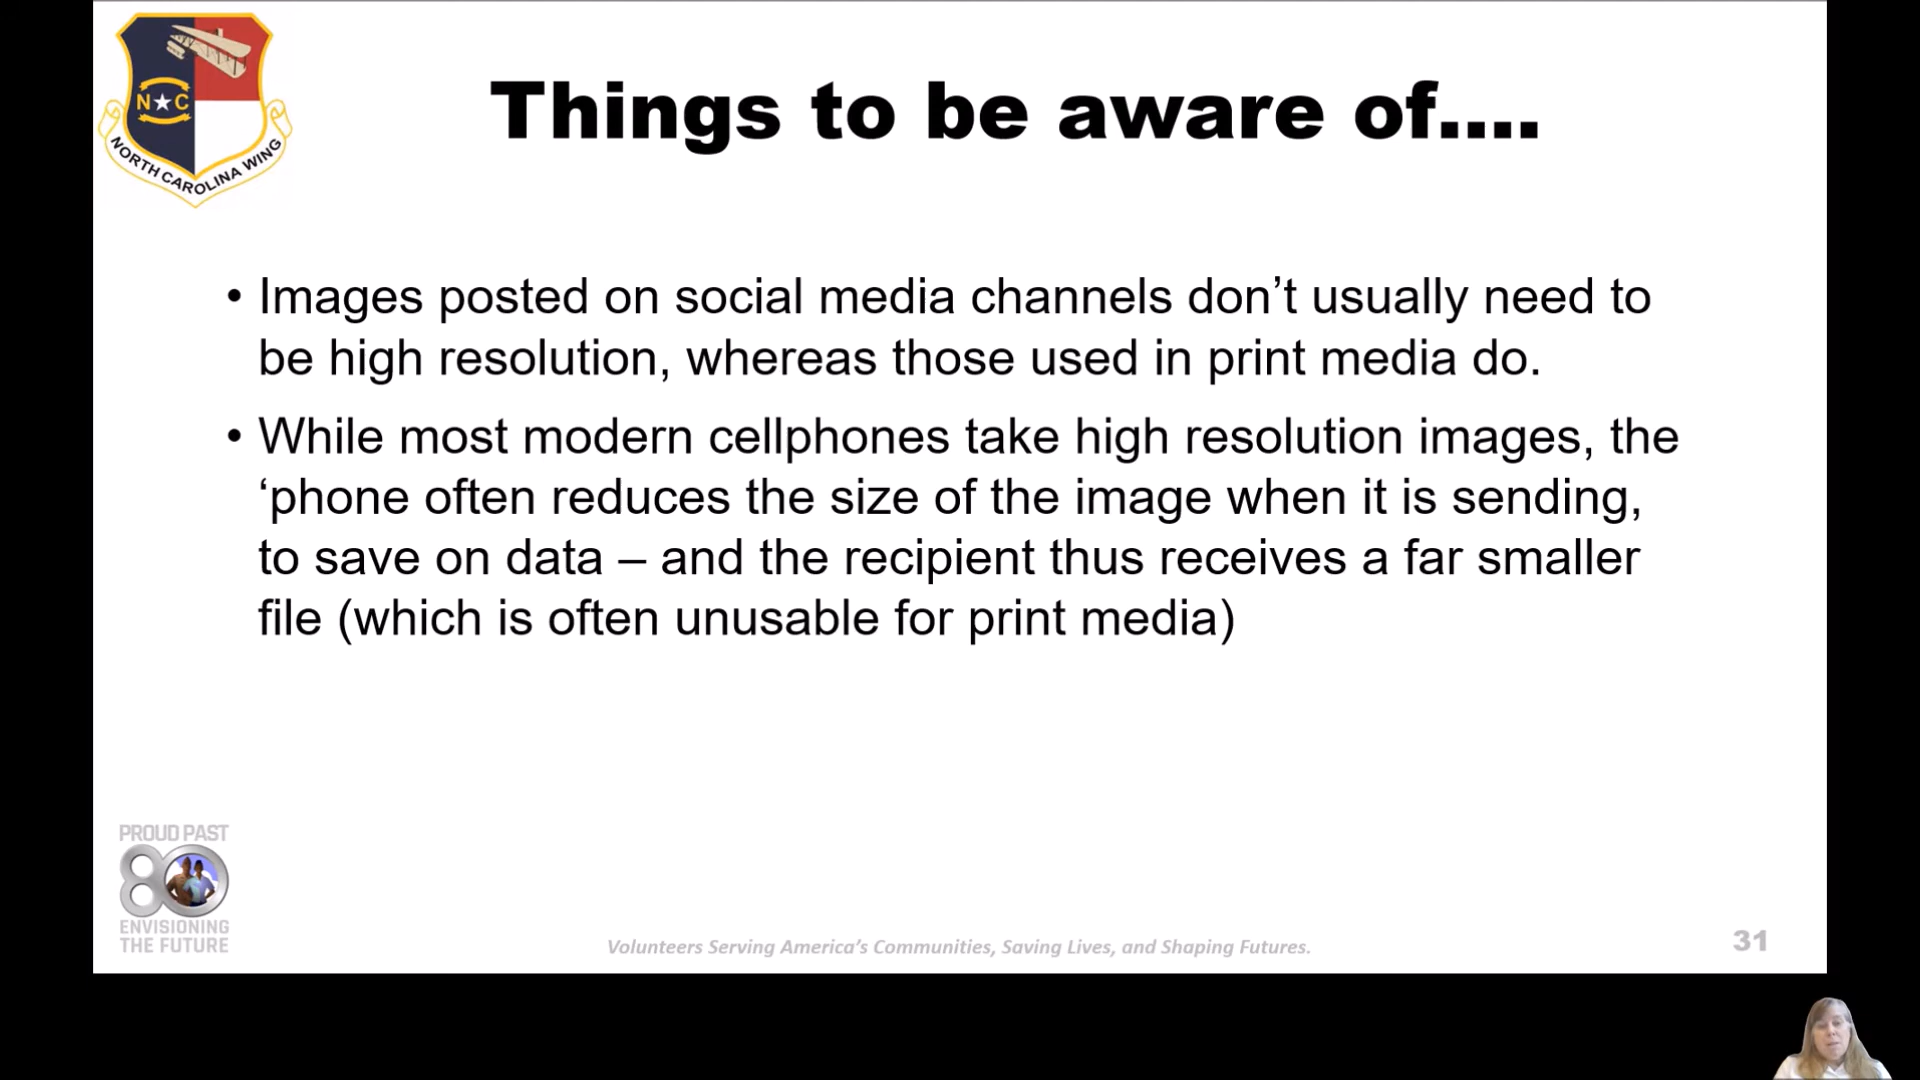 N C
NORTH CAROLINA WING
Things to be aware of....
• Images posted on social media channels don’t usually need to
be high resolution, whereas those used in print media do.
• While most modern cellphones take high resolution images, the
‘phone often reduces the size of the image when it is sending,
to save on data – and the recipient thus receives a far smaller
file (which is often unusable for print media)
PROUD PAST
80
ENVISIONING
THE FUTURE
Volunteers Serving America’s Communities, Saving Lives, and Shaping Futures.
31